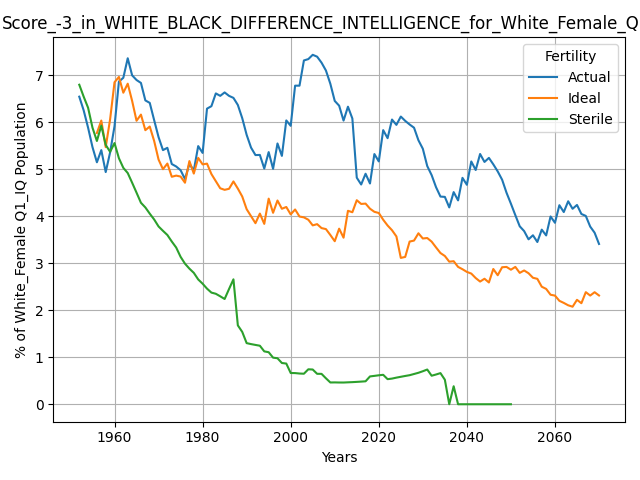 Score_-3_in_WHITE_BLACK_DIFFERENCE_INTELLIGENCE_for_White_Female_Q
Fertility
Actual
Ideal
Sterile
% of White_Female Q1_IQ Population
7
6
5
4
3
2
1
0
1960 1980 2000 2020 2040 2060
Years